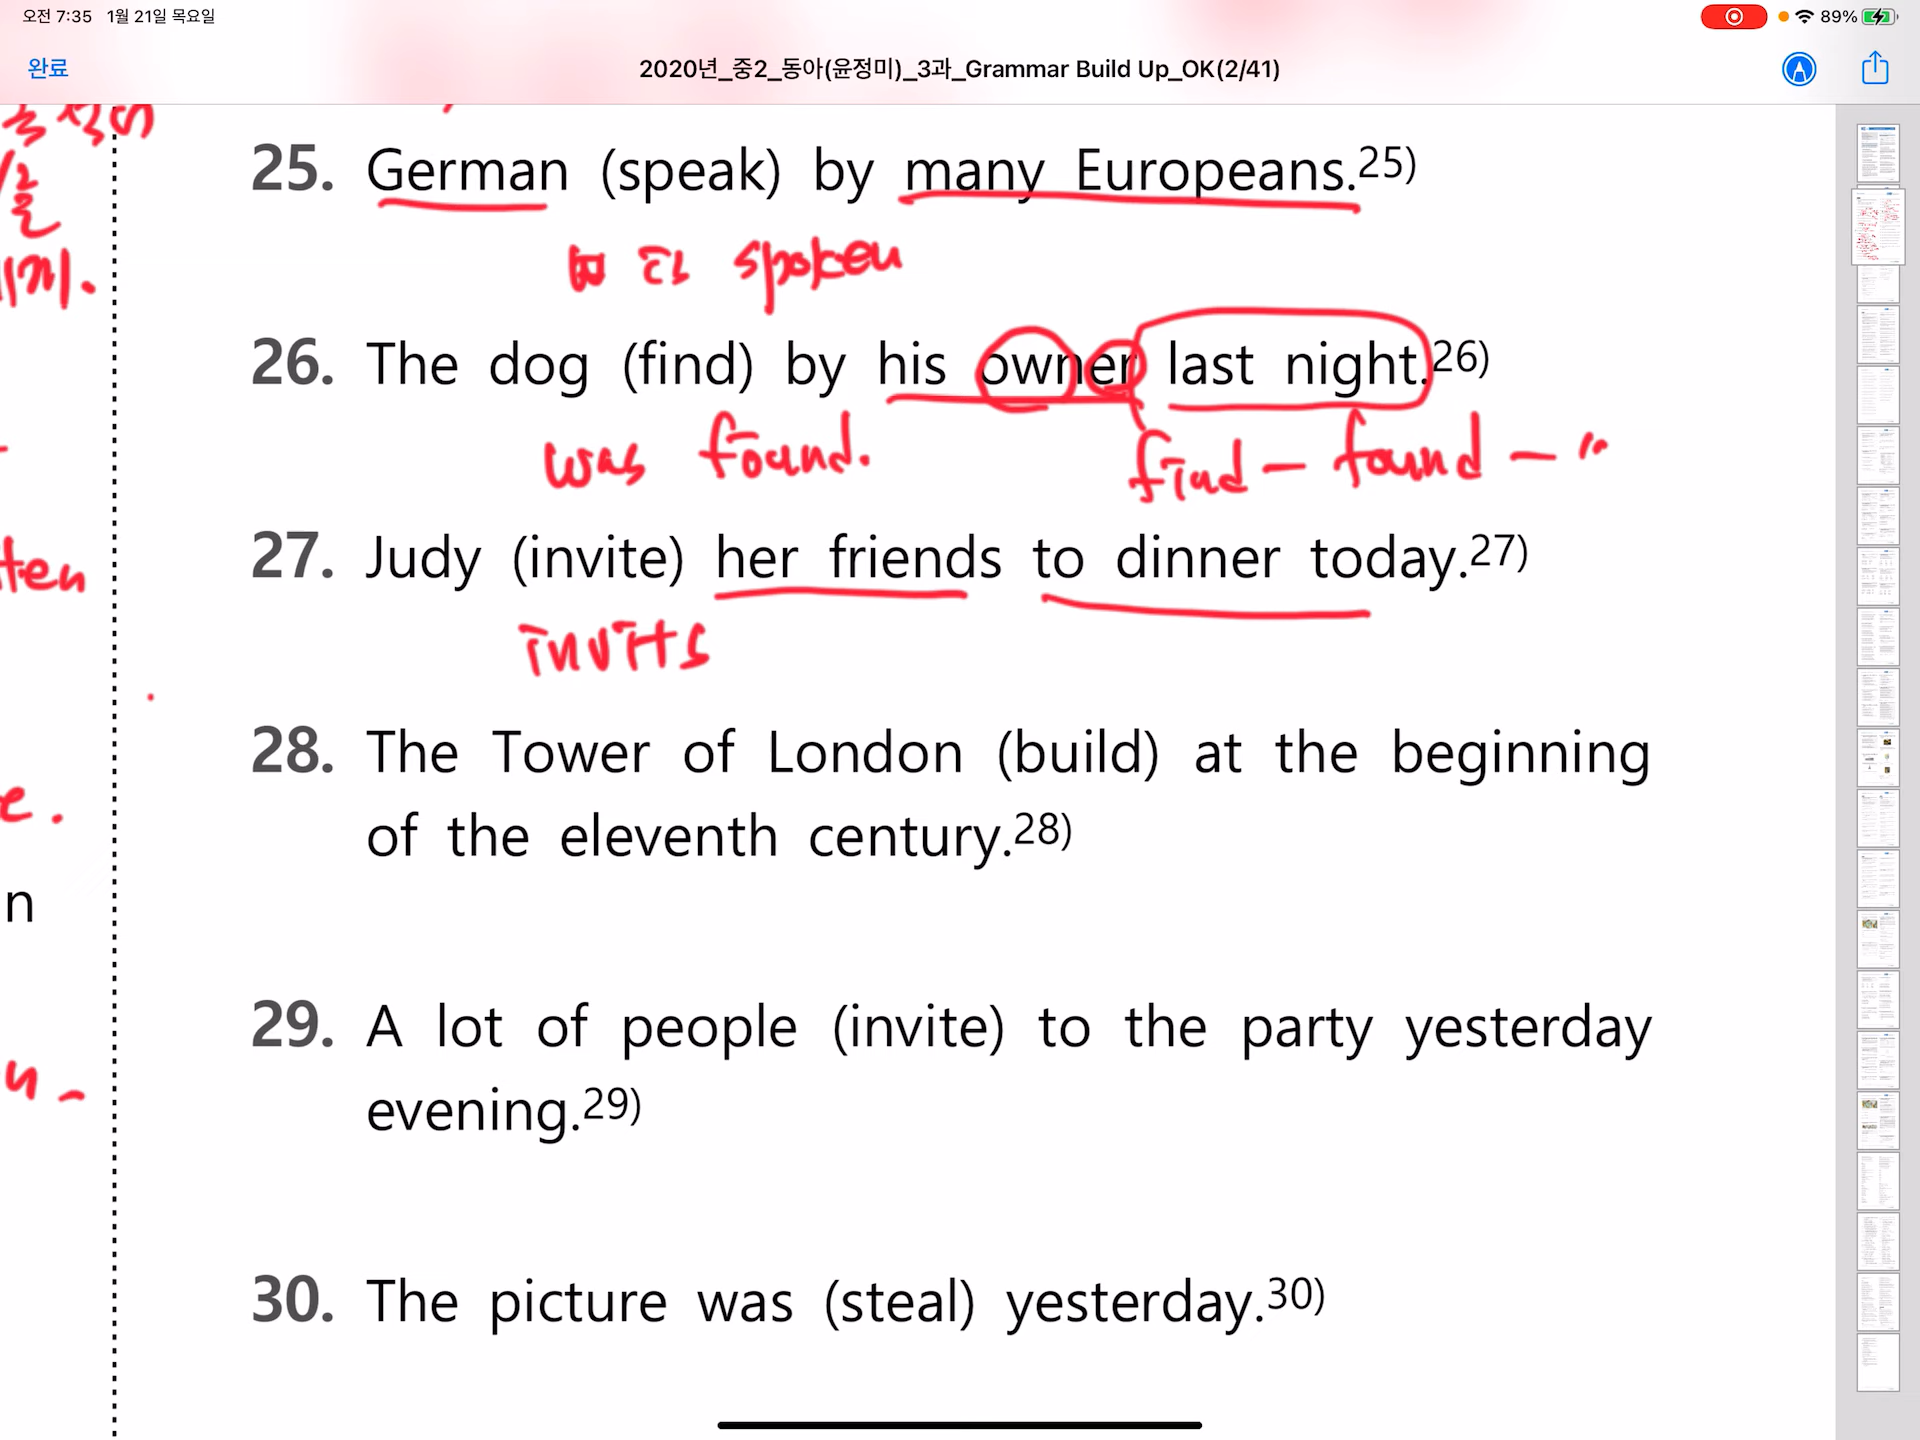 오전 7:35 1월 21일 목요일
89%
완료
2020년_중2_동아(윤정미)_3과_Grammar Build Up_OK(2/41)
25. German (speak) by many Europeans.25)
is spoken
26. The dog (find) by his owner last night.26)
was found.
find - found - "
27. Judy (invite) her friends to dinner today.27)
invits
28. The Tower of London (build) at the beginning
of the eleventh century.28)
29. A lot of people (invite) to the party yesterday
evening.29)
30. The picture was (steal) yesterday.30)
ten
e.
n